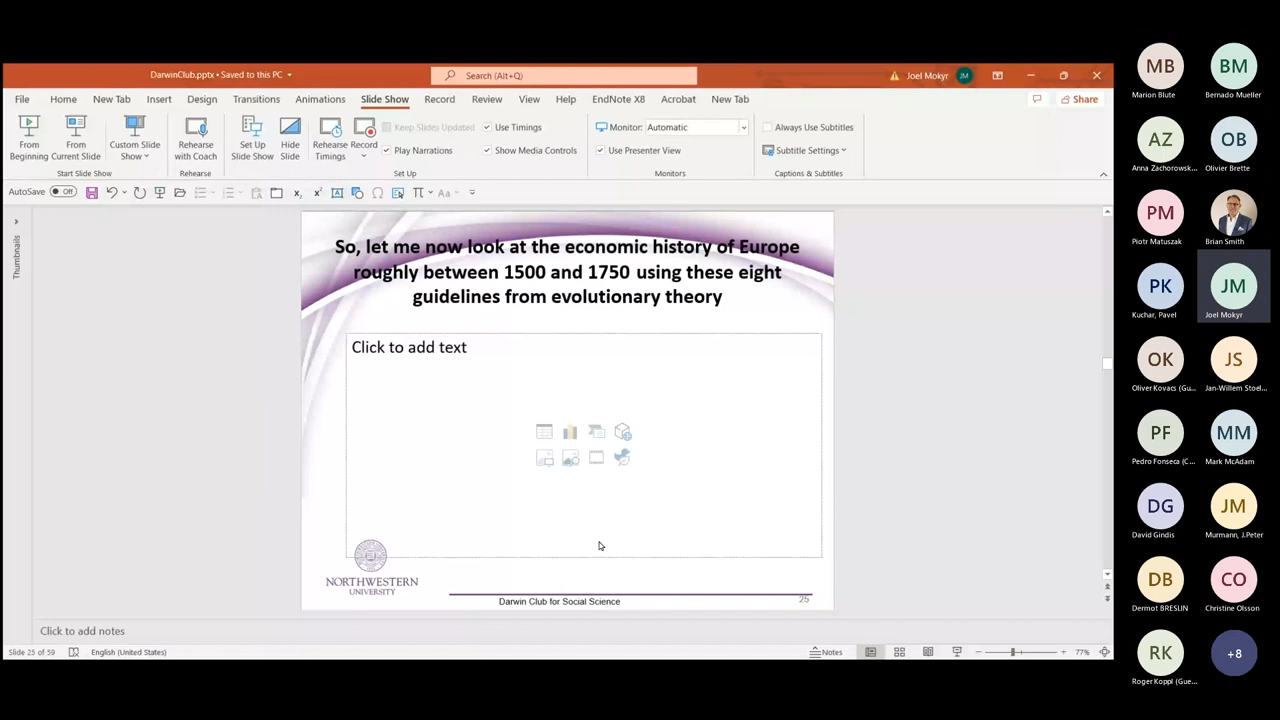 DarwinClub.pptx • Saved to this PC
Search (Alt+Q)
Joel Mokyr
JM
File Home New Tab Insert Design Transitions Animations Slide Show Record Review View Help EndNote X8 Acrobat New Tab
Share
From Beginning
From Current Slide
Custom Slide Show
Start Slide Show
Rehearse with Coach
Rehearse
Set Up Slide Show
Hide Slide
Rehearse Timings
Record
Keep Slides Updated
Play Narrations
Use Timings
Show Media Controls
Set Up
Monitor: Automatic
Use Presenter View
Monitors
Always Use Subtitles
Subtitle Settings
Captions & Subtitles
AutoSave Off
Thumbnails
So, let me now look at the economic history of Europe
roughly between 1500 and 1750 using these eight
guidelines from evolutionary theory
Click to add text
NORTHWESTERN
UNIVERSITY
Darwin Club for Social Science
25
Click to add notes
Slide 25 of 59
English (United States)
Notes
77%
MB
Marion Blute
BM
Bernado Mueller
AZ
Anna Zachorowsk...
OB
Olivier Brette
PM
Piotr Matuszak
Brian Smith
PK
Kuchar, Pavel
JM
Joel Mokyr
OK
Oliver Kovacs (Gu...
JS
Jan-Willem Stoel...
PF
Pedro Fonseca (C...
MM
Mark McAdam
DG
David Gindis
JM
Murmann, J.Peter
DB
Dermot BRESLIN
CO
Christine Olsson
RK
Roger Koppl (Gue...
+8